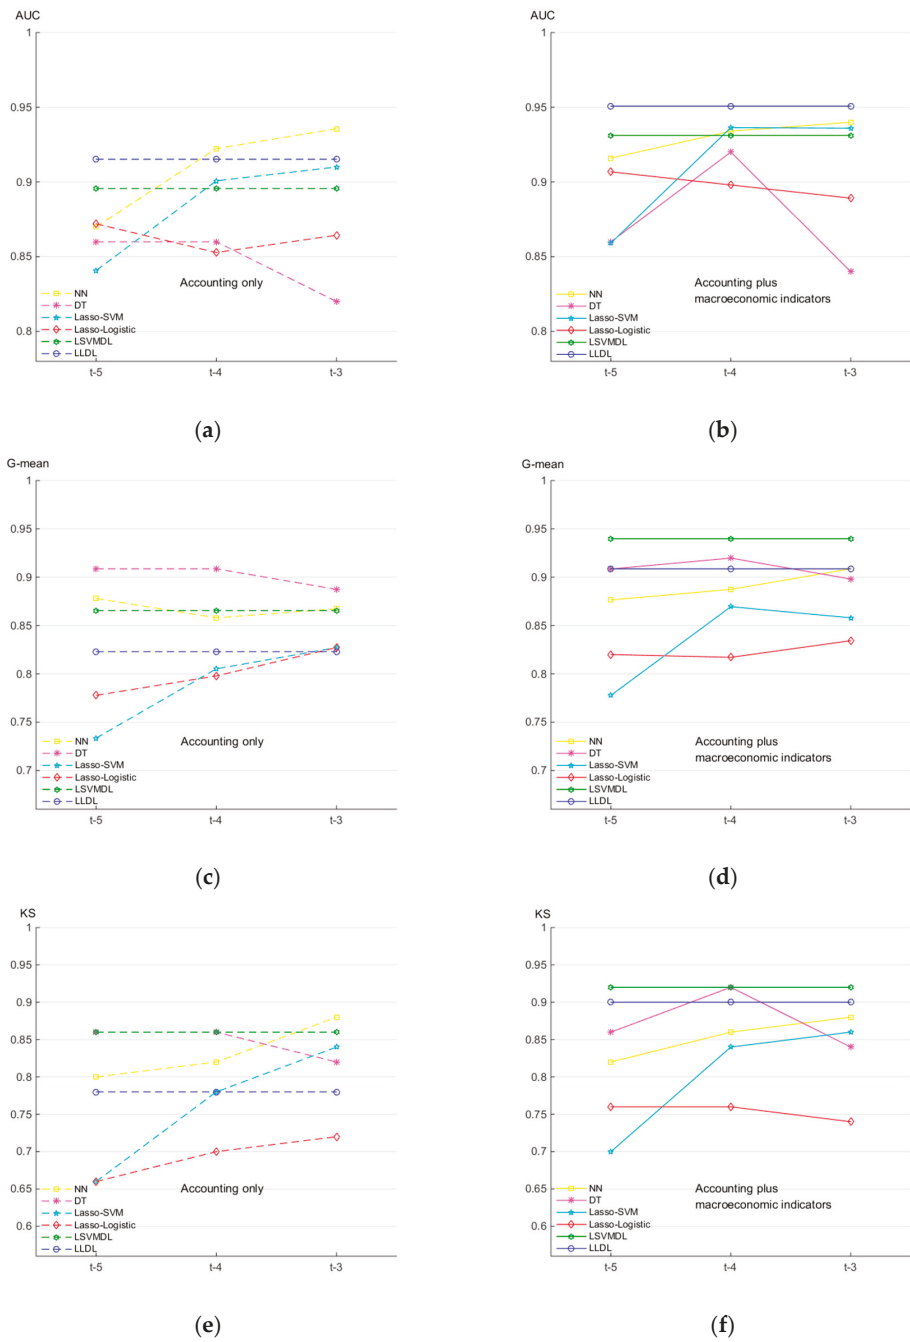 AUC
1
0.95
0.9
0.85
0.8
Accounting only
NN
DT
Lasso-SVM
Lasso-Logistic
LSVMDL
LLDL
t-5 t-4 t-3
(a)
AUC
1
0.95
0.9
0.85
0.8
Accounting plus
macroeconomic indicators
NN
DT
Lasso-SVM
Lasso-Logistic
LSVMDL
LLDL
t-5 t-4 t-3
(b)
G-mean
1
0.95
0.9
0.85
0.8
0.75
0.7
Accounting only
NN
DT
Lasso-SVM
Lasso-Logistic
LSVMDL
LLDL
t-5 t-4 t-3
(c)
G-mean
1
0.95
0.9
0.85
0.8
0.75
0.7
Accounting plus
macroeconomic indicators
NN
DT
Lasso-SVM
Lasso-Logistic
LSVMDL
LLDL
t-5 t-4 t-3
(d)
KS
1
0.95
0.9
0.85
0.8
0.75
0.7
0.65
0.6
Accounting only
NN
DT
Lasso-SVM
Lasso-Logistic
LSVMDL
LLDL
t-5 t-4 t-3
(e)
KS
1
0.95
0.9
0.85
0.8
0.75
0.7
0.65
0.6
Accounting plus
macroeconomic indicators
NN
DT
Lasso-SVM
Lasso-Logistic
LSVMDL
LLDL
t-5 t-4 t-3
(f)